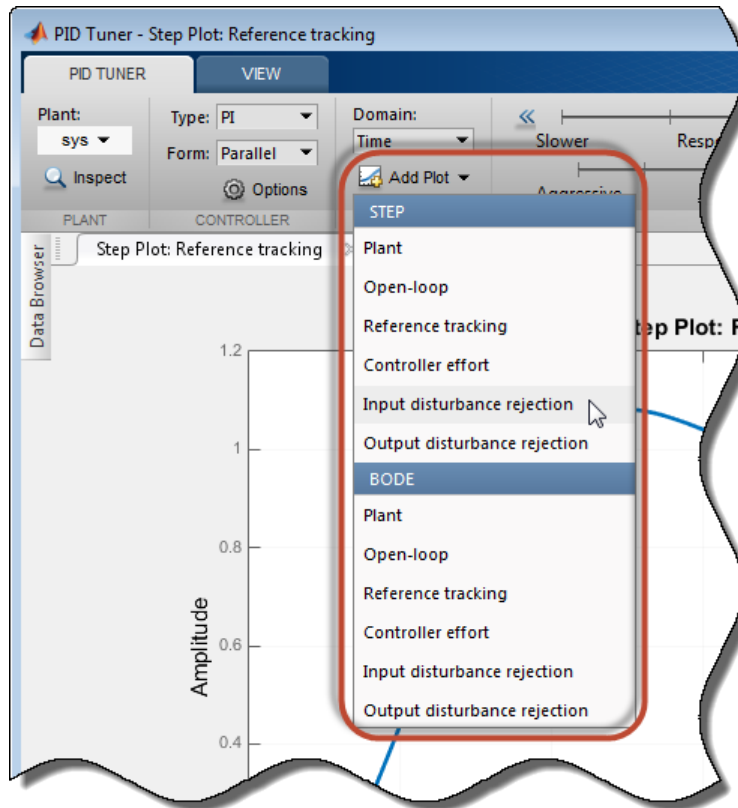 PID Tuner - Step Plot: Reference trac
PID TUNER
VIEW
Plant:
Type: PI
Domain:
sys
Time
Slower
Form: Parallel
Inspect
Add Plot
Options
PLANT
CONTROLLER
Step Plot: Reference tracking
Data Browser
STEP
Plant
Open-loop
Reference tracking
Controller effort
Input disturbance rejection
Output disturbance rejection
BODE
Plant
Open-loop
Reference tracking
Controller effort
Input disturbance rejection
Output disturbance rejection
tep Plot: R
1.2
1
0.8
0.6
0.4
Amplitude